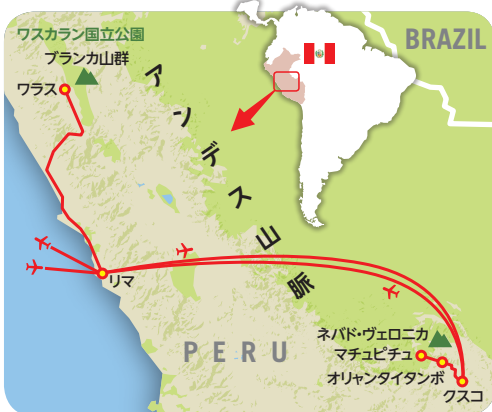 ワスカラン国立公園
ブランカ山群
ワラス
アンデス山脈
BRAZIL
リマ
PERU
ネバド・ヴェロニカ
マチュピチュ
オリャンタイタンボ
クスコ